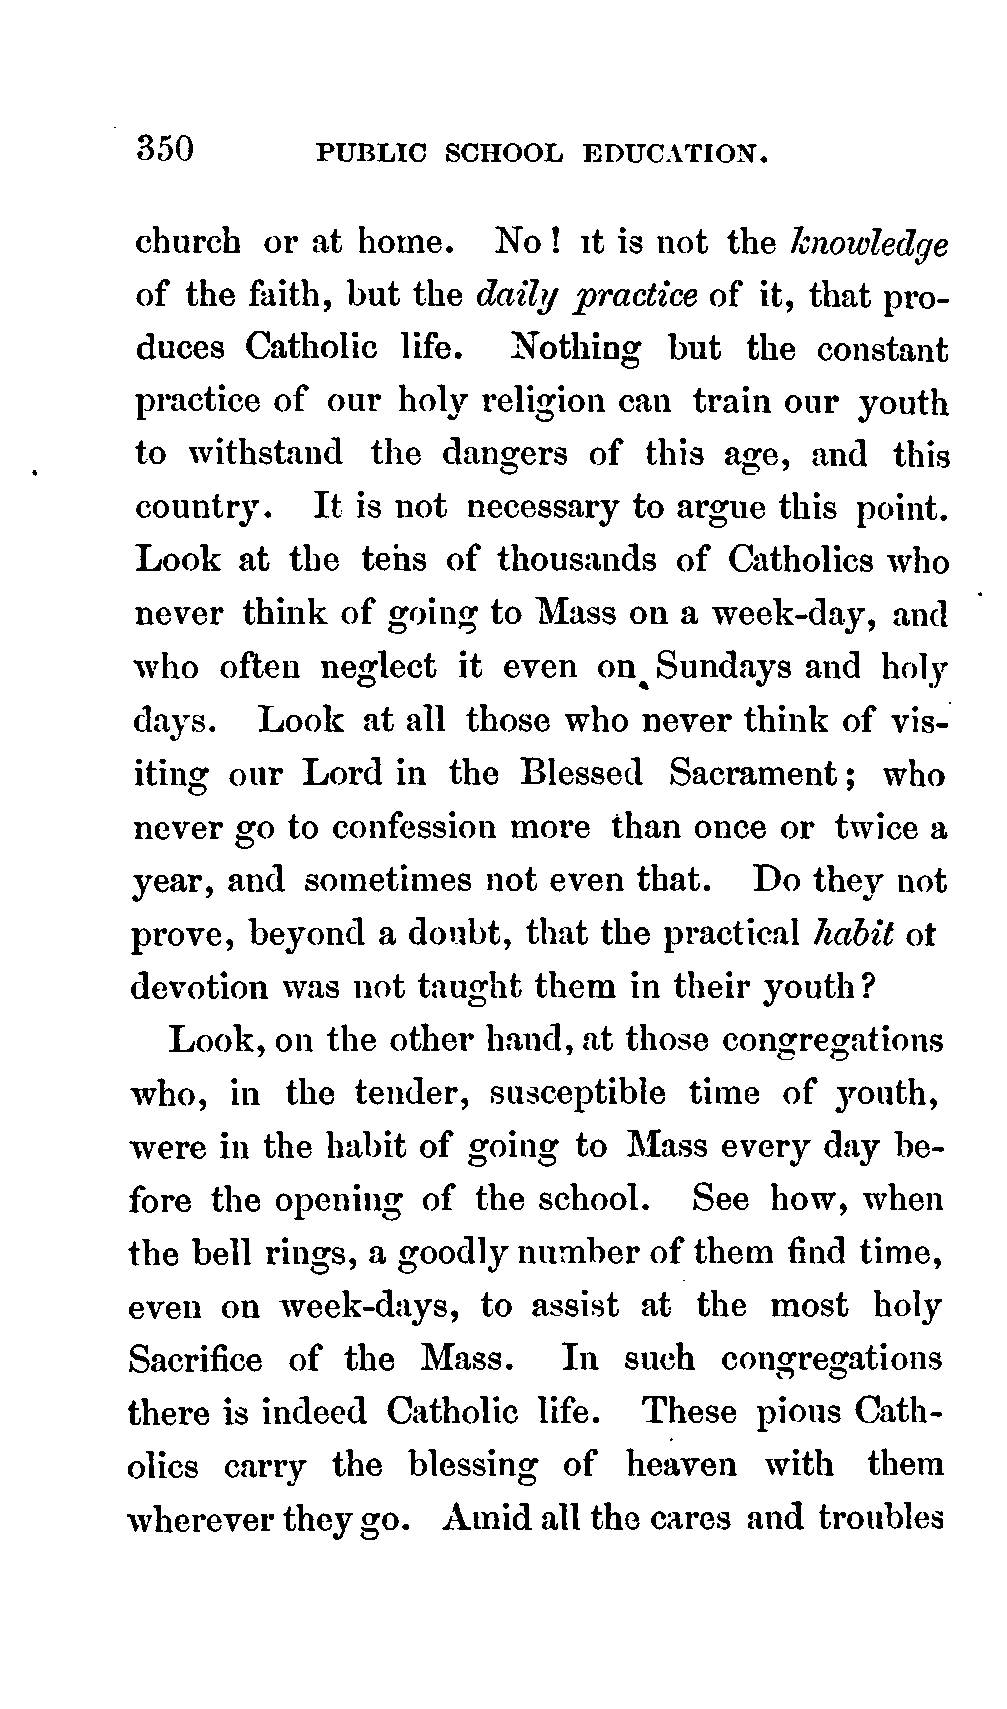 350 PUBLIC SCHOOL EDUCATION.
church or at home. No! it is not the knowledge
of the faith, but the daily practice of it, that pro-
duces Catholic life. Nothing but the constant
practice of our holy religion can train our youth
to withstand the dangers of this age, and this
country. It is not necessary to argue this point.
Look at the tens of thousands of Catholics who
never think of going to Mass on a week-day, and
who often neglect it even on Sundays and holy
days. Look at all those who never think of vis-
iting our Lord in the Blessed Sacrament; who
never go to confession more than once or twice a
year, and sometimes not even that. Do they not
prove, beyond a doubt, that the practical habit of
devotion was not taught them in their youth?
Look, on the other hand, at those congregations
who, in the tender, susceptible time of youth,
were in the habit of going to Mass every day be-
fore the opening of the school. See how, when
the bell rings, a goodly number of them find time,
even on week-days, to assist at the most holy
Sacrifice of the Mass. In such congregations
there is indeed Catholic life. These pious Cath-
olics carry the blessing of heaven with them
wherever they go. Amid all the cares and troubles